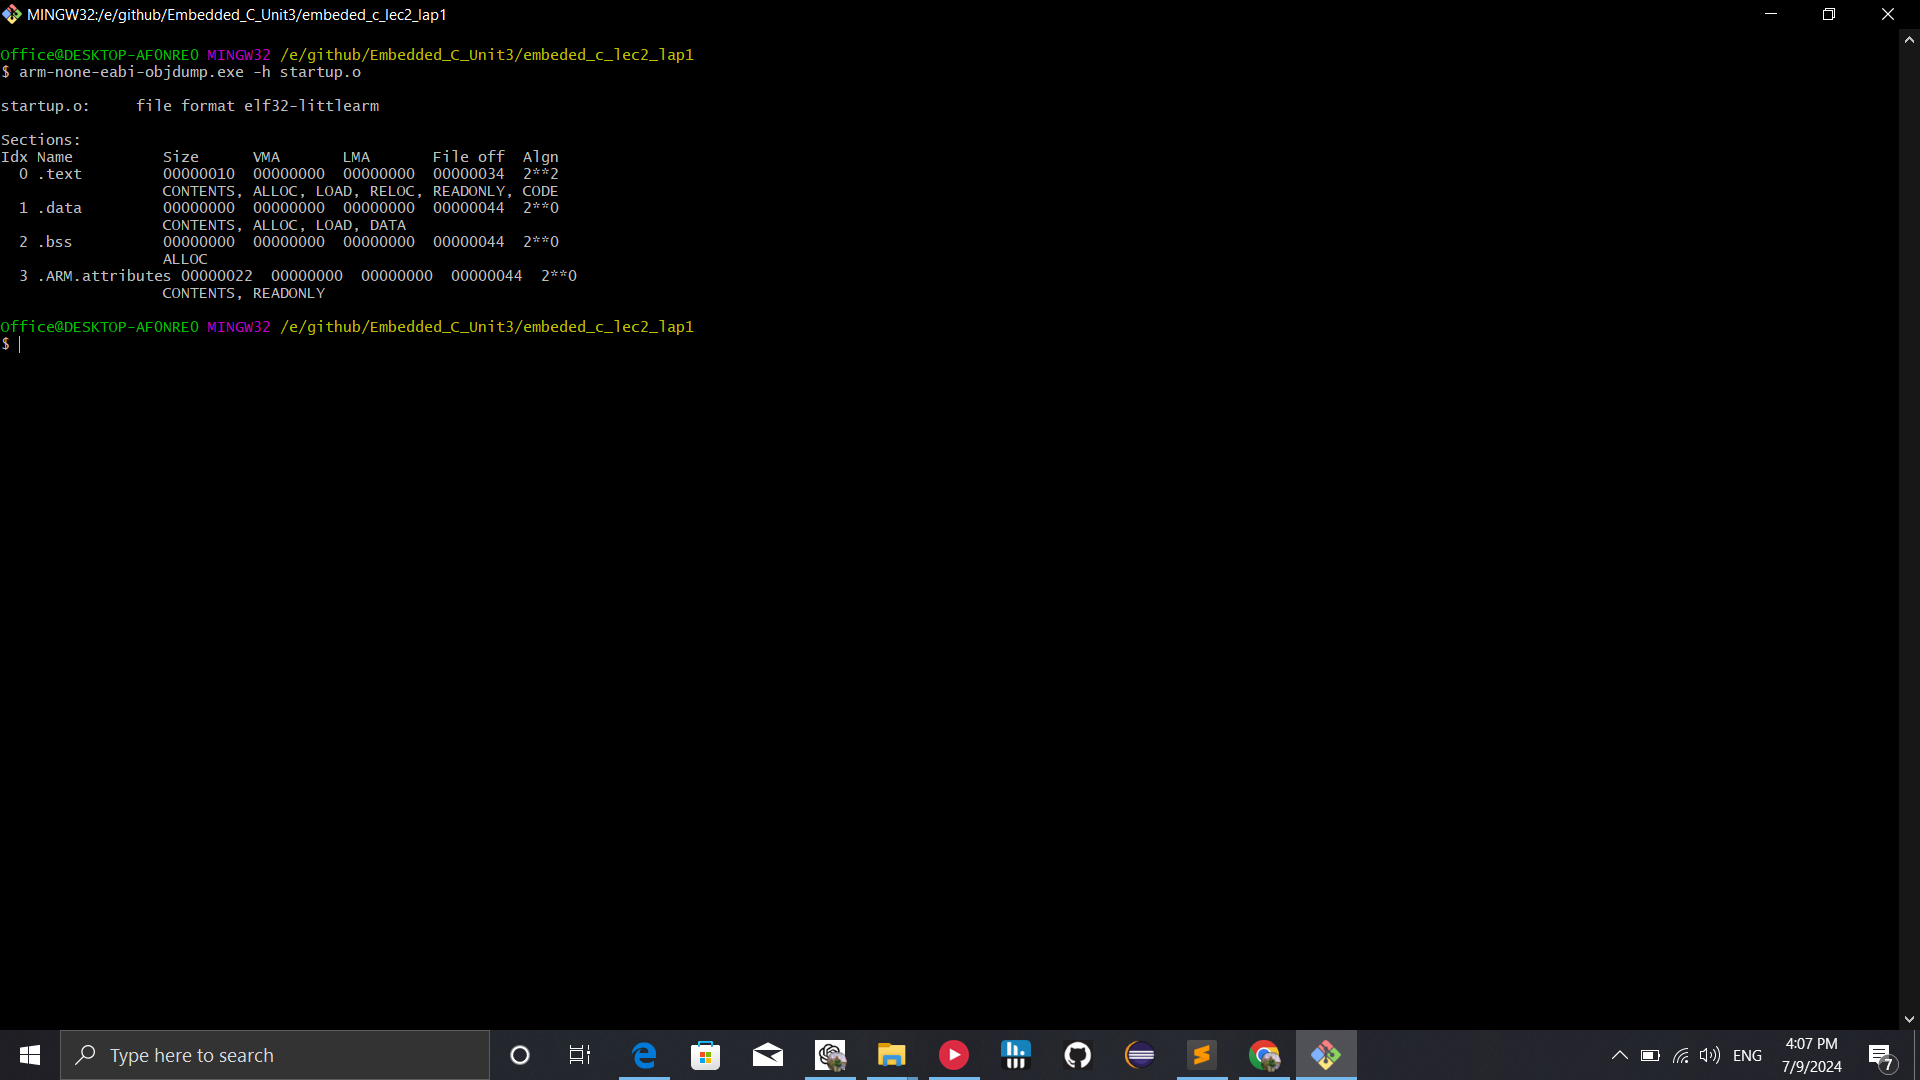 MINGW32:/e/github/Embedded_C_Unit3/embeded_c_lec2_lap1
Office@DESKTOP-AF0NRE0 MINGW32 /e/github/Embedded_C_Unit3/embeded_c_lec2_lap1
$ arm-none-eabi-objdump.exe -h startup.o
startup.o:     file format elf32-littlearm
Sections:
Idx Name          Size      VMA       LMA       File off  Algn
  0 .text         00000010  00000000  00000000  00000034  2**2
                  CONTENTS, ALLOC, LOAD, RELOC, READONLY, CODE
  1 .data         00000000  00000000  00000000  00000044  2**0
                  CONTENTS, ALLOC, LOAD, DATA
  2 .bss          00000000  00000000  00000000  00000044  2**0
                  ALLOC
  3 .ARM.attributes 00000022  00000000  00000000  00000044  2**0
                  CONTENTS, READONLY
Office@DESKTOP-AF0NRE0 MINGW32 /e/github/Embedded_C_Unit3/embeded_c_lec2_lap1
$
Type here to search
ENG
4:07 PM
7/9/2024
7